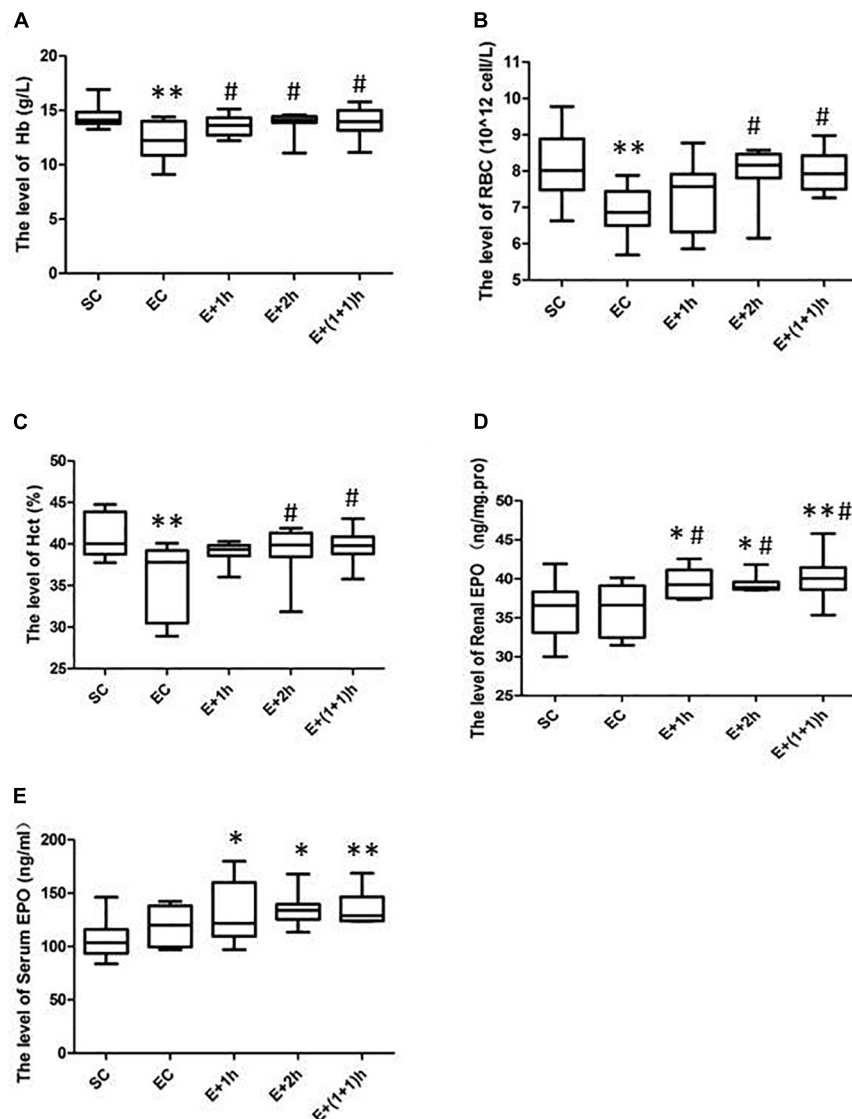 A
The level of Hb (g/L)
20
15
10
5
0
** # # #
SC EC E+1h E+2h E+(1+1)h
B
The level of RBC (10^12 cell/L)
11
10
9
8
7
6
5
** # #
SC EC E+1h E+2h E+(1+1)h
C
The level of Hct (%)
50
45
40
35
30
25
** # #
SC EC E+1h E+2h E+(1+1)h
D
The level of Renal EPO (ng/mg.pro)
50
45
40
35
30
25
*# *# **#
SC EC E+1h E+2h E+(1+1)h
E
The level of Serum EPO (ng/ml)
200
150
100
50
0
* * **
SC EC E+1h E+2h E+(1+1)h